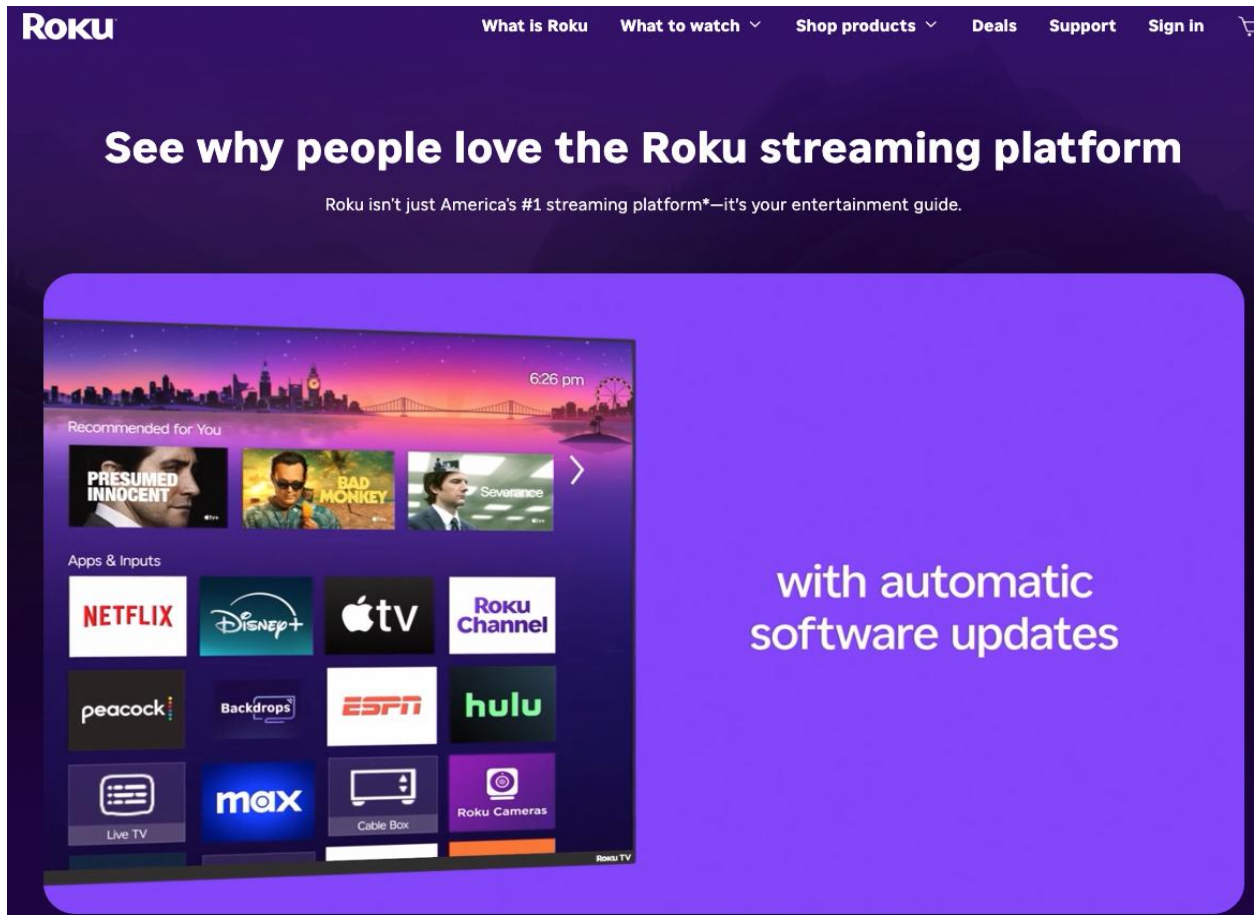 Roku
What is Roku What to watch Shop products Deals Support Sign in
See why people love the Roku streaming platform
Roku isn't just America's #1 streaming platform*—it's your entertainment guide.
6:26 pm
Recommended for You
PRESUMED
INNOCENT
tv+
BAD
MONKEY
tv+
Severance
tv+
Apps & Inputs
NETFLIX
Disney+
tv
Roku
Channel
peacock
Backdrops
ESPN
hulu
Live TV
max
Cable Box
Roku Cameras
Roku TV
with automatic
software updates